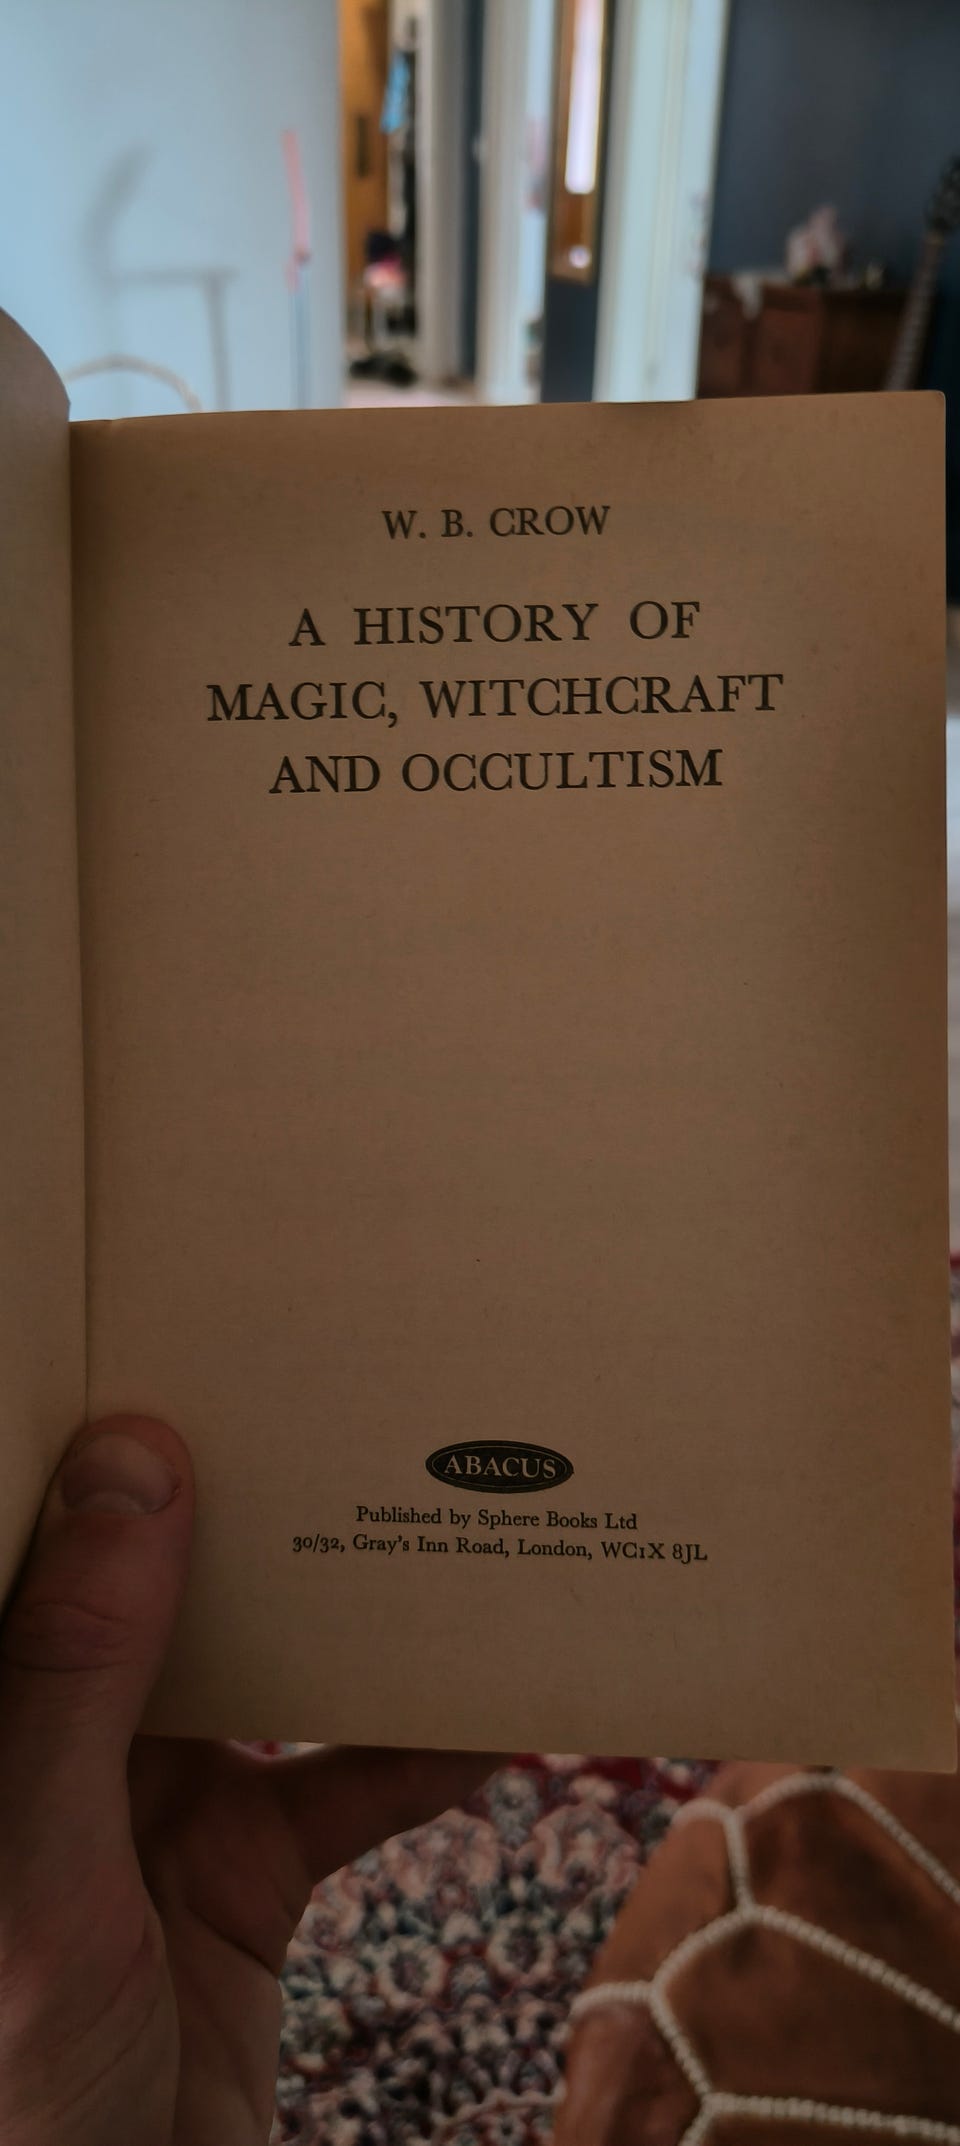 W. B. CROW
A HISTORY OF
MAGIC, WITCHCRAFT
AND OCCULTISM
ABACUS
Published by Sphere Books Ltd
30/32, Gray's Inn Road, London, WC1X 8JL